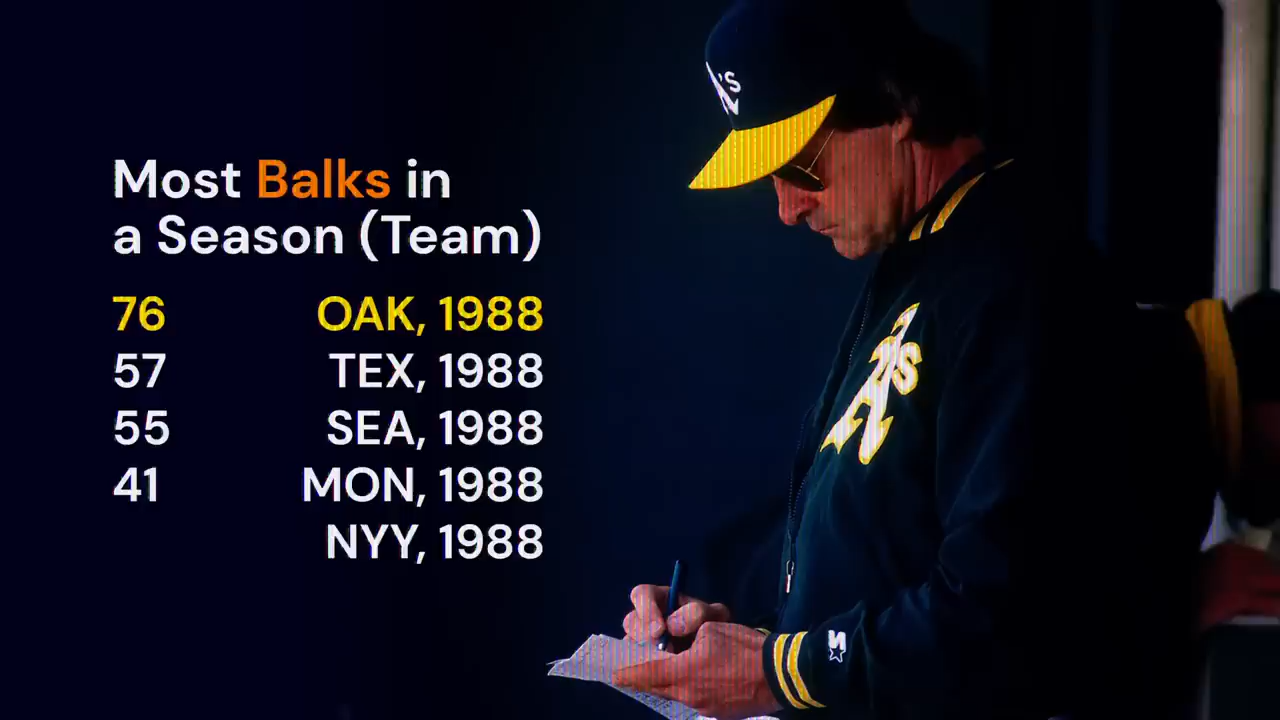 A's
Most Balks in
a Season (Team)
76 OAK, 1988
57 TEX, 1988
55 SEA, 1988
41 MON, 1988
NYY, 1988
A's